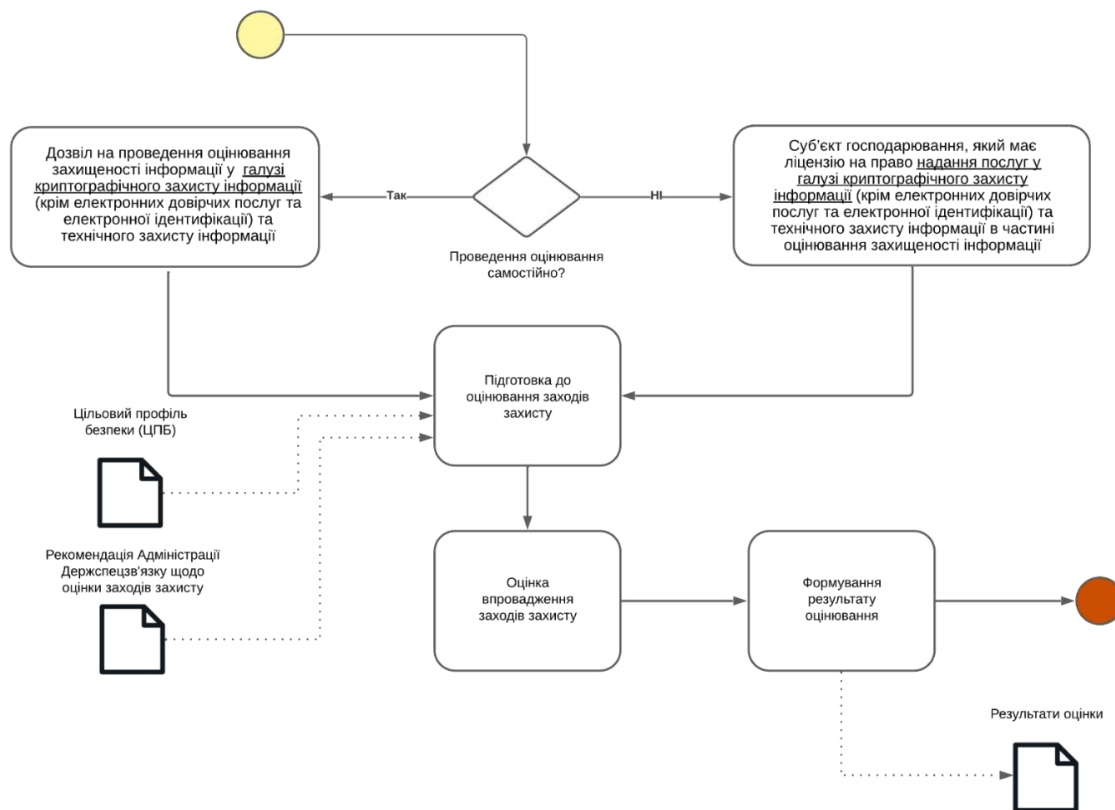 Дозвіл на проведення оцінювання
захищеності інформації у галузі
криптографічного захисту інформації
(крім електронних довірчих послуг та
електронної ідентифікації) та
технічного захисту інформації
Так
НІ
Проведення оцінювання
самостійно?
Суб'єкт господарювання, який має
ліцензію на право надання послуг у
галузі криптографічного захисту
інформації (крім електронних довірчих
послуг та електронної ідентифікації) та
технічного захисту інформації в частині
оцінювання захищеності інформації
Підготовка до
оцінювання заходів
захисту
Цільовий профіль
безпеки (ЦПБ)
Рекомендація Адміністрації
Держспецзв'язку щодо
оцінки заходів захисту
Оцінка
впровадження
заходів захисту
Формування
результату
оцінювання
Результати оцінки